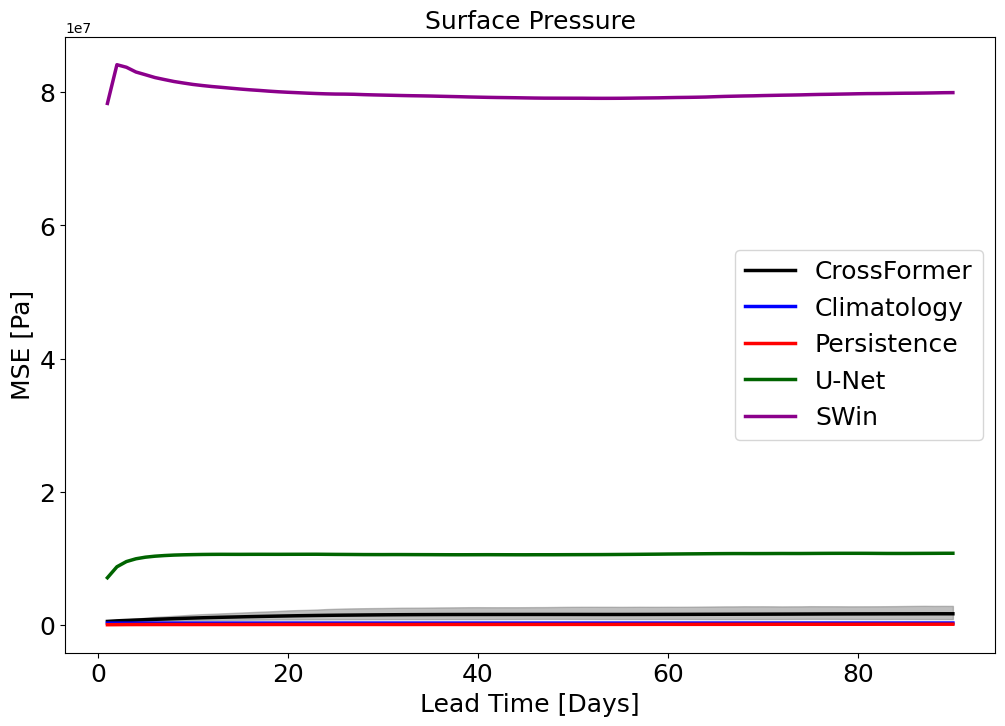 Surface Pressure
1e7
8
6
4
2
0
MSE [Pa]
CrossFormer
Climatology
Persistence
U-Net
SWin
0 20 40 60 80
Lead Time [Days]